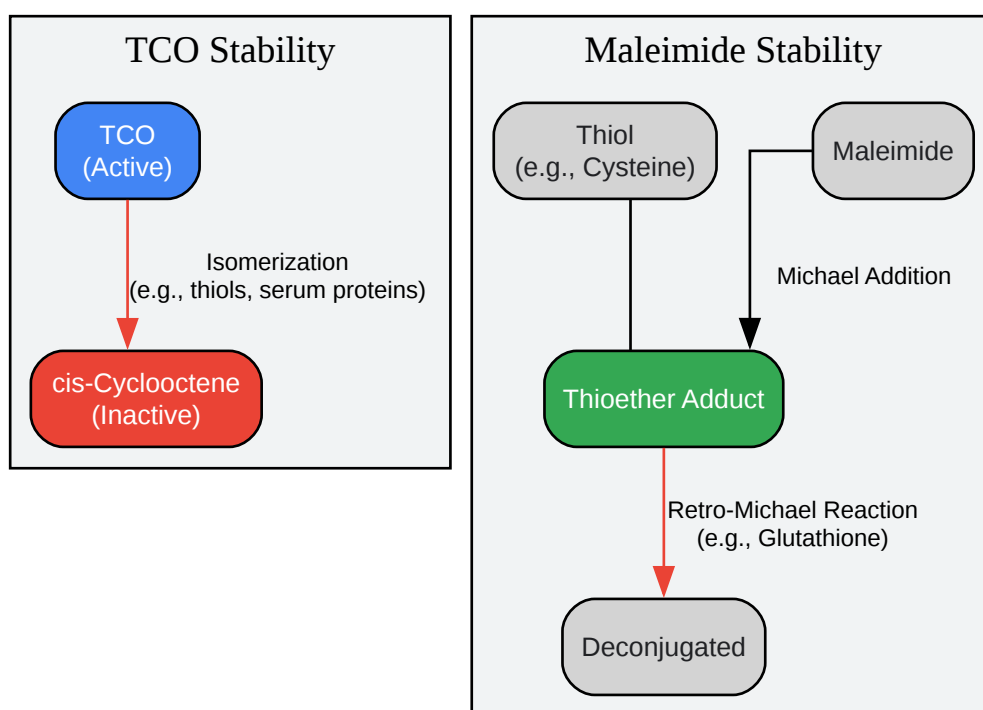 TCO Stability
TCO
(Active)
Isomerization
(e.g., thiols, serum proteins)
cis-Cyclooctene
(Inactive)
Maleimide Stability
Thiol
(e.g., Cysteine)
Maleimide
Michael Addition
Thioether Adduct
Retro-Michael Reaction
(e.g., Glutathione)
Deconjugated